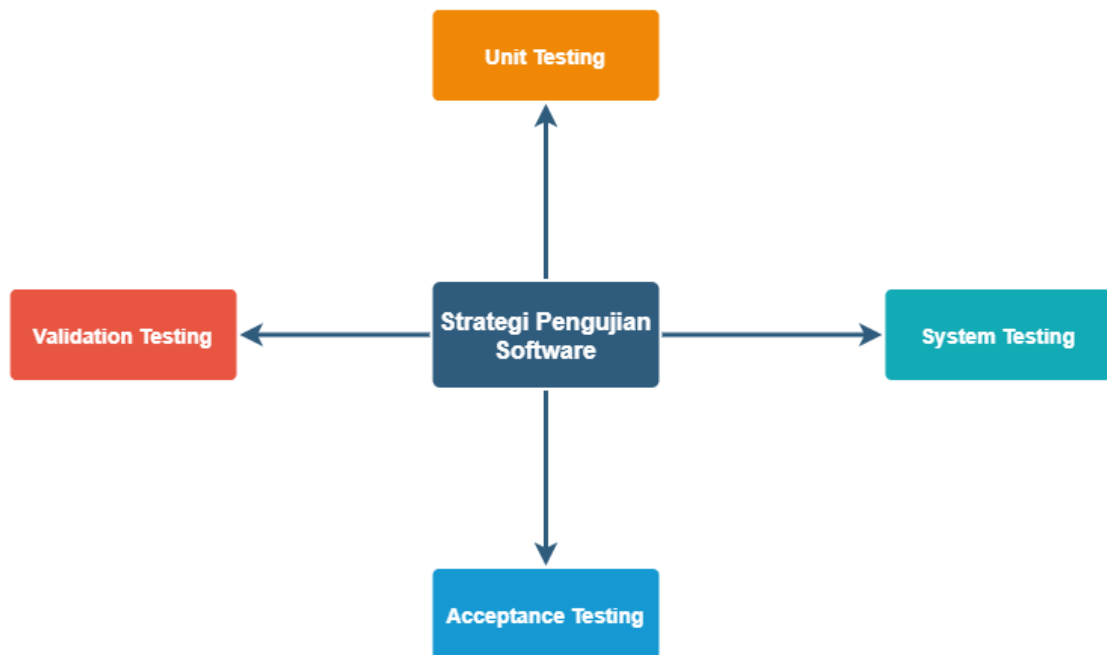 Unit Testing
Validation Testing
Strategi Pengujian
Software
System Testing
Acceptance Testing